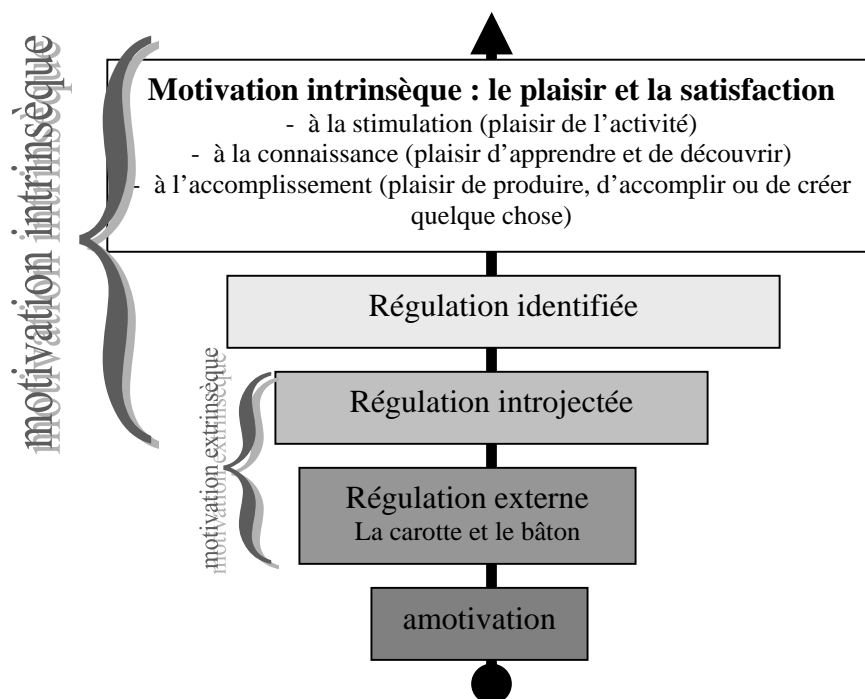 motivation intrinsèque
Motivation intrinsèque : le plaisir et la satisfaction
- à la stimulation (plaisir de l’activité)
- à la connaissance (plaisir d’apprendre et de découvrir)
- à l’accomplissement (plaisir de produire, d’accomplir ou de créer
quelque chose)
Régulation identifiée
motivation extrinsèque
Régulation introjectée
Régulation externe
La carotte et le bâton
amotivation